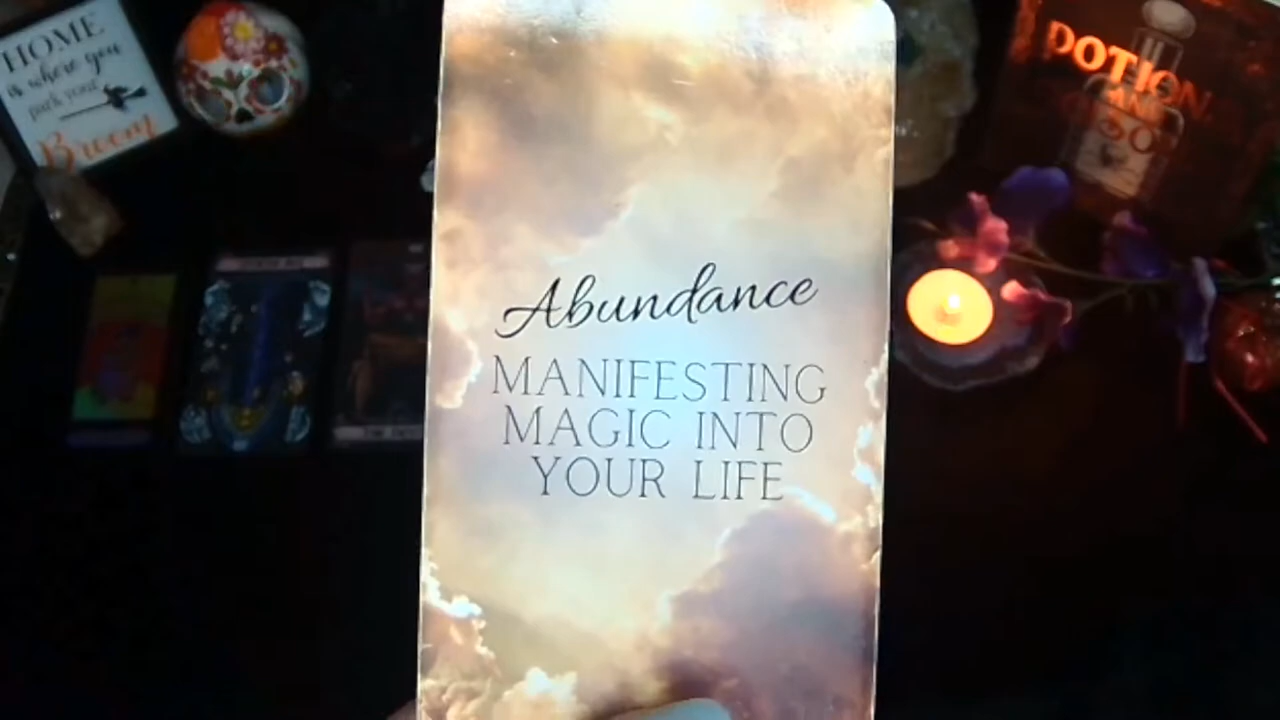 HOME
is where you
park your
Broom
POTION
Abundance
MANIFESTING
MAGIC INTO
YOUR LIFE